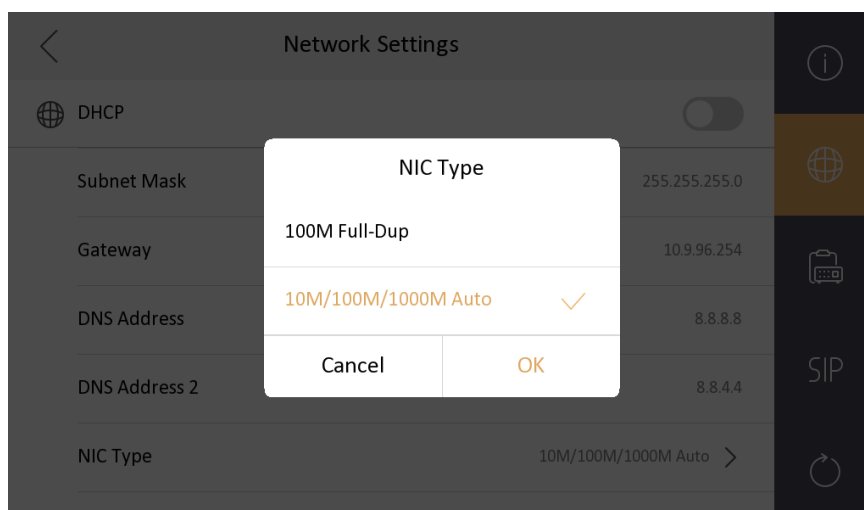 Network Settings
DHCP
Subnet Mask 255.255.255.0
Gateway 10.9.96.254
DNS Address 8.8.8.8
DNS Address 2 8.8.4.4
NIC Type 10M/100M/1000M Auto
NIC Type
100M Full-Dup
10M/100M/1000M Auto
Cancel OK
i
SIP